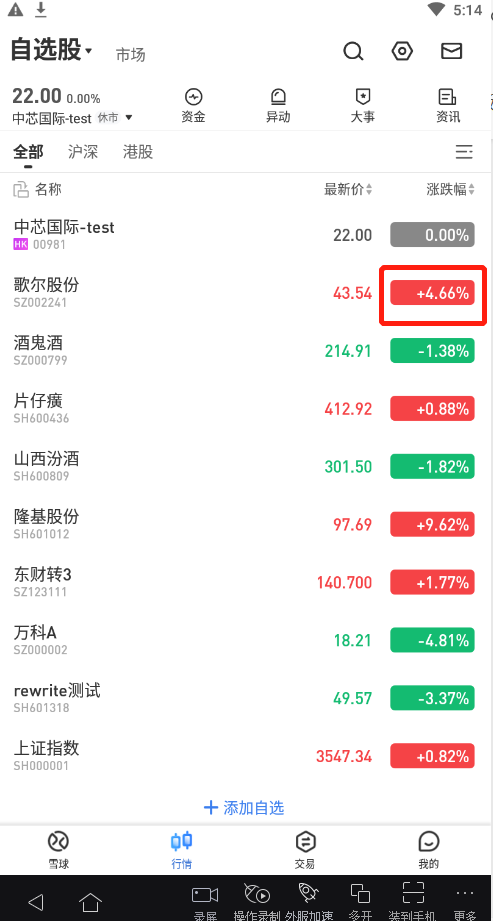 5:14
自选股 市场
22.00 0.00%
中芯国际-test 休市
资金 异动 大事 资讯
全部 沪深 港股
名称 最新价 涨跌幅
中芯国际-test 22.00 0.00%
HK 00981
歌尔股份 43.54 +4.66%
SZ002241
酒鬼酒 214.91 -1.38%
SZ000799
片仔癀 412.92 +0.88%
SH600436
山西汾酒 301.50 -1.82%
SH600809
隆基股份 97.69 +9.62%
SH601012
东财转3 140.700 +1.77%
SZ123111
万科A 18.21 -4.81%
SZ000002
rewrite测试 49.57 -3.37%
SH601318
上证指数 3547.34 +0.82%
SH000001
添加自选
雪球 行情 交易 我的
录屏 操作录制 外服加速 多开 装到手机 更多